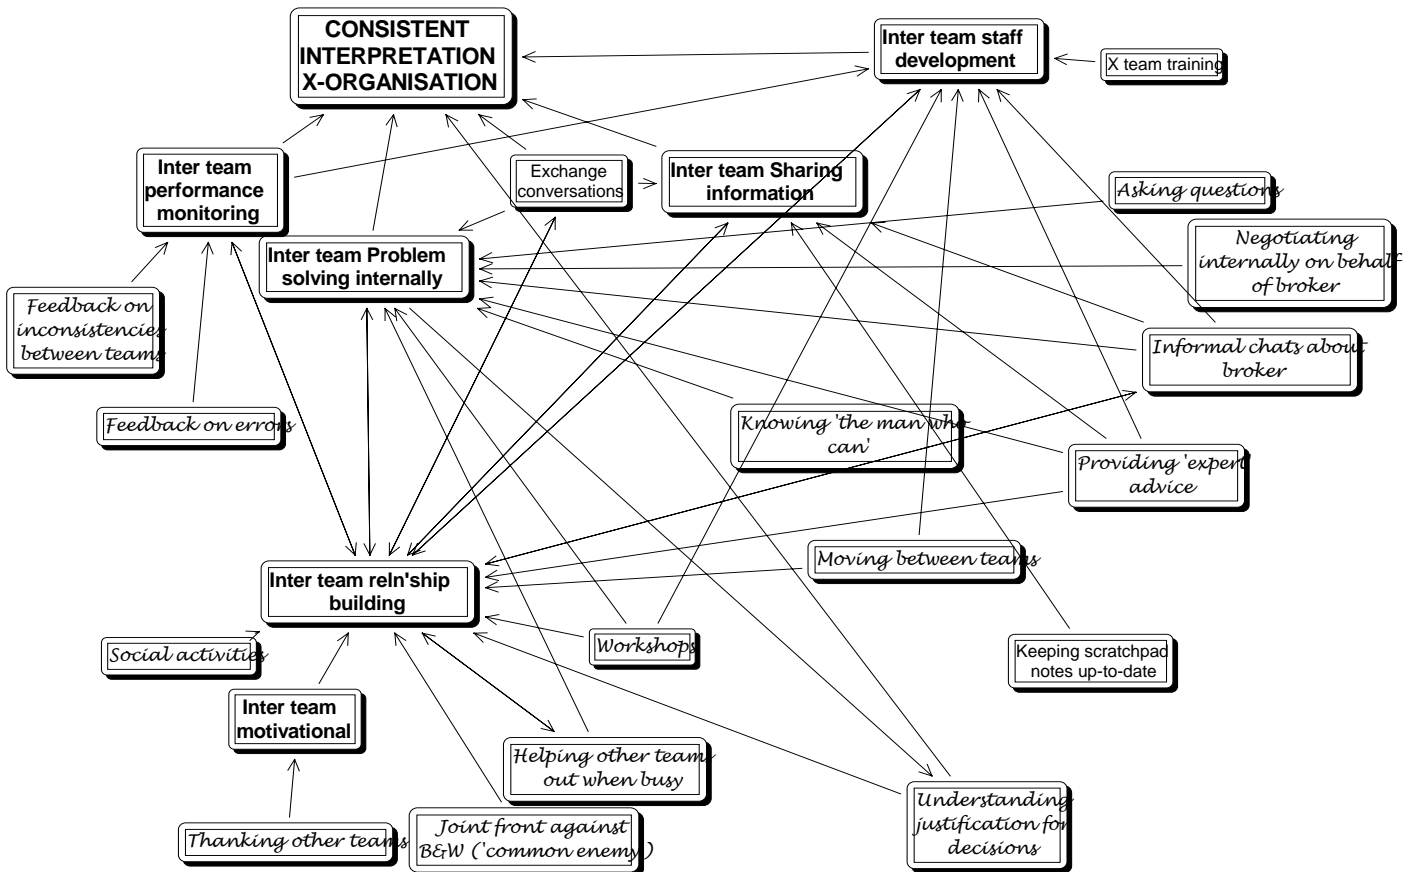 CONSISTENT
INTERPRETATION
X-ORGANISATION
Inter team staff
development
X team training
Inter team
performance
monitoring
Exchange
conversations
Inter team Sharing
information
Asking questions
Inter team Problem
solving internally
Negotiating
internally on behalf
of broker
Feedback on
inconsistencies
between teams
Informal chats about
broker
Feedback on errors
Knowing 'the man who
can'
Providing 'expert'
advice
Moving between teams
Inter team reln'ship
building
Social activities
Workshops
Keeping scratchpad
notes up-to-date
Inter team
motivational
Helping other teams
out when busy
Understanding
justification for
decisions
Thanking other teams
Joint front against
B&W ('common enemy')